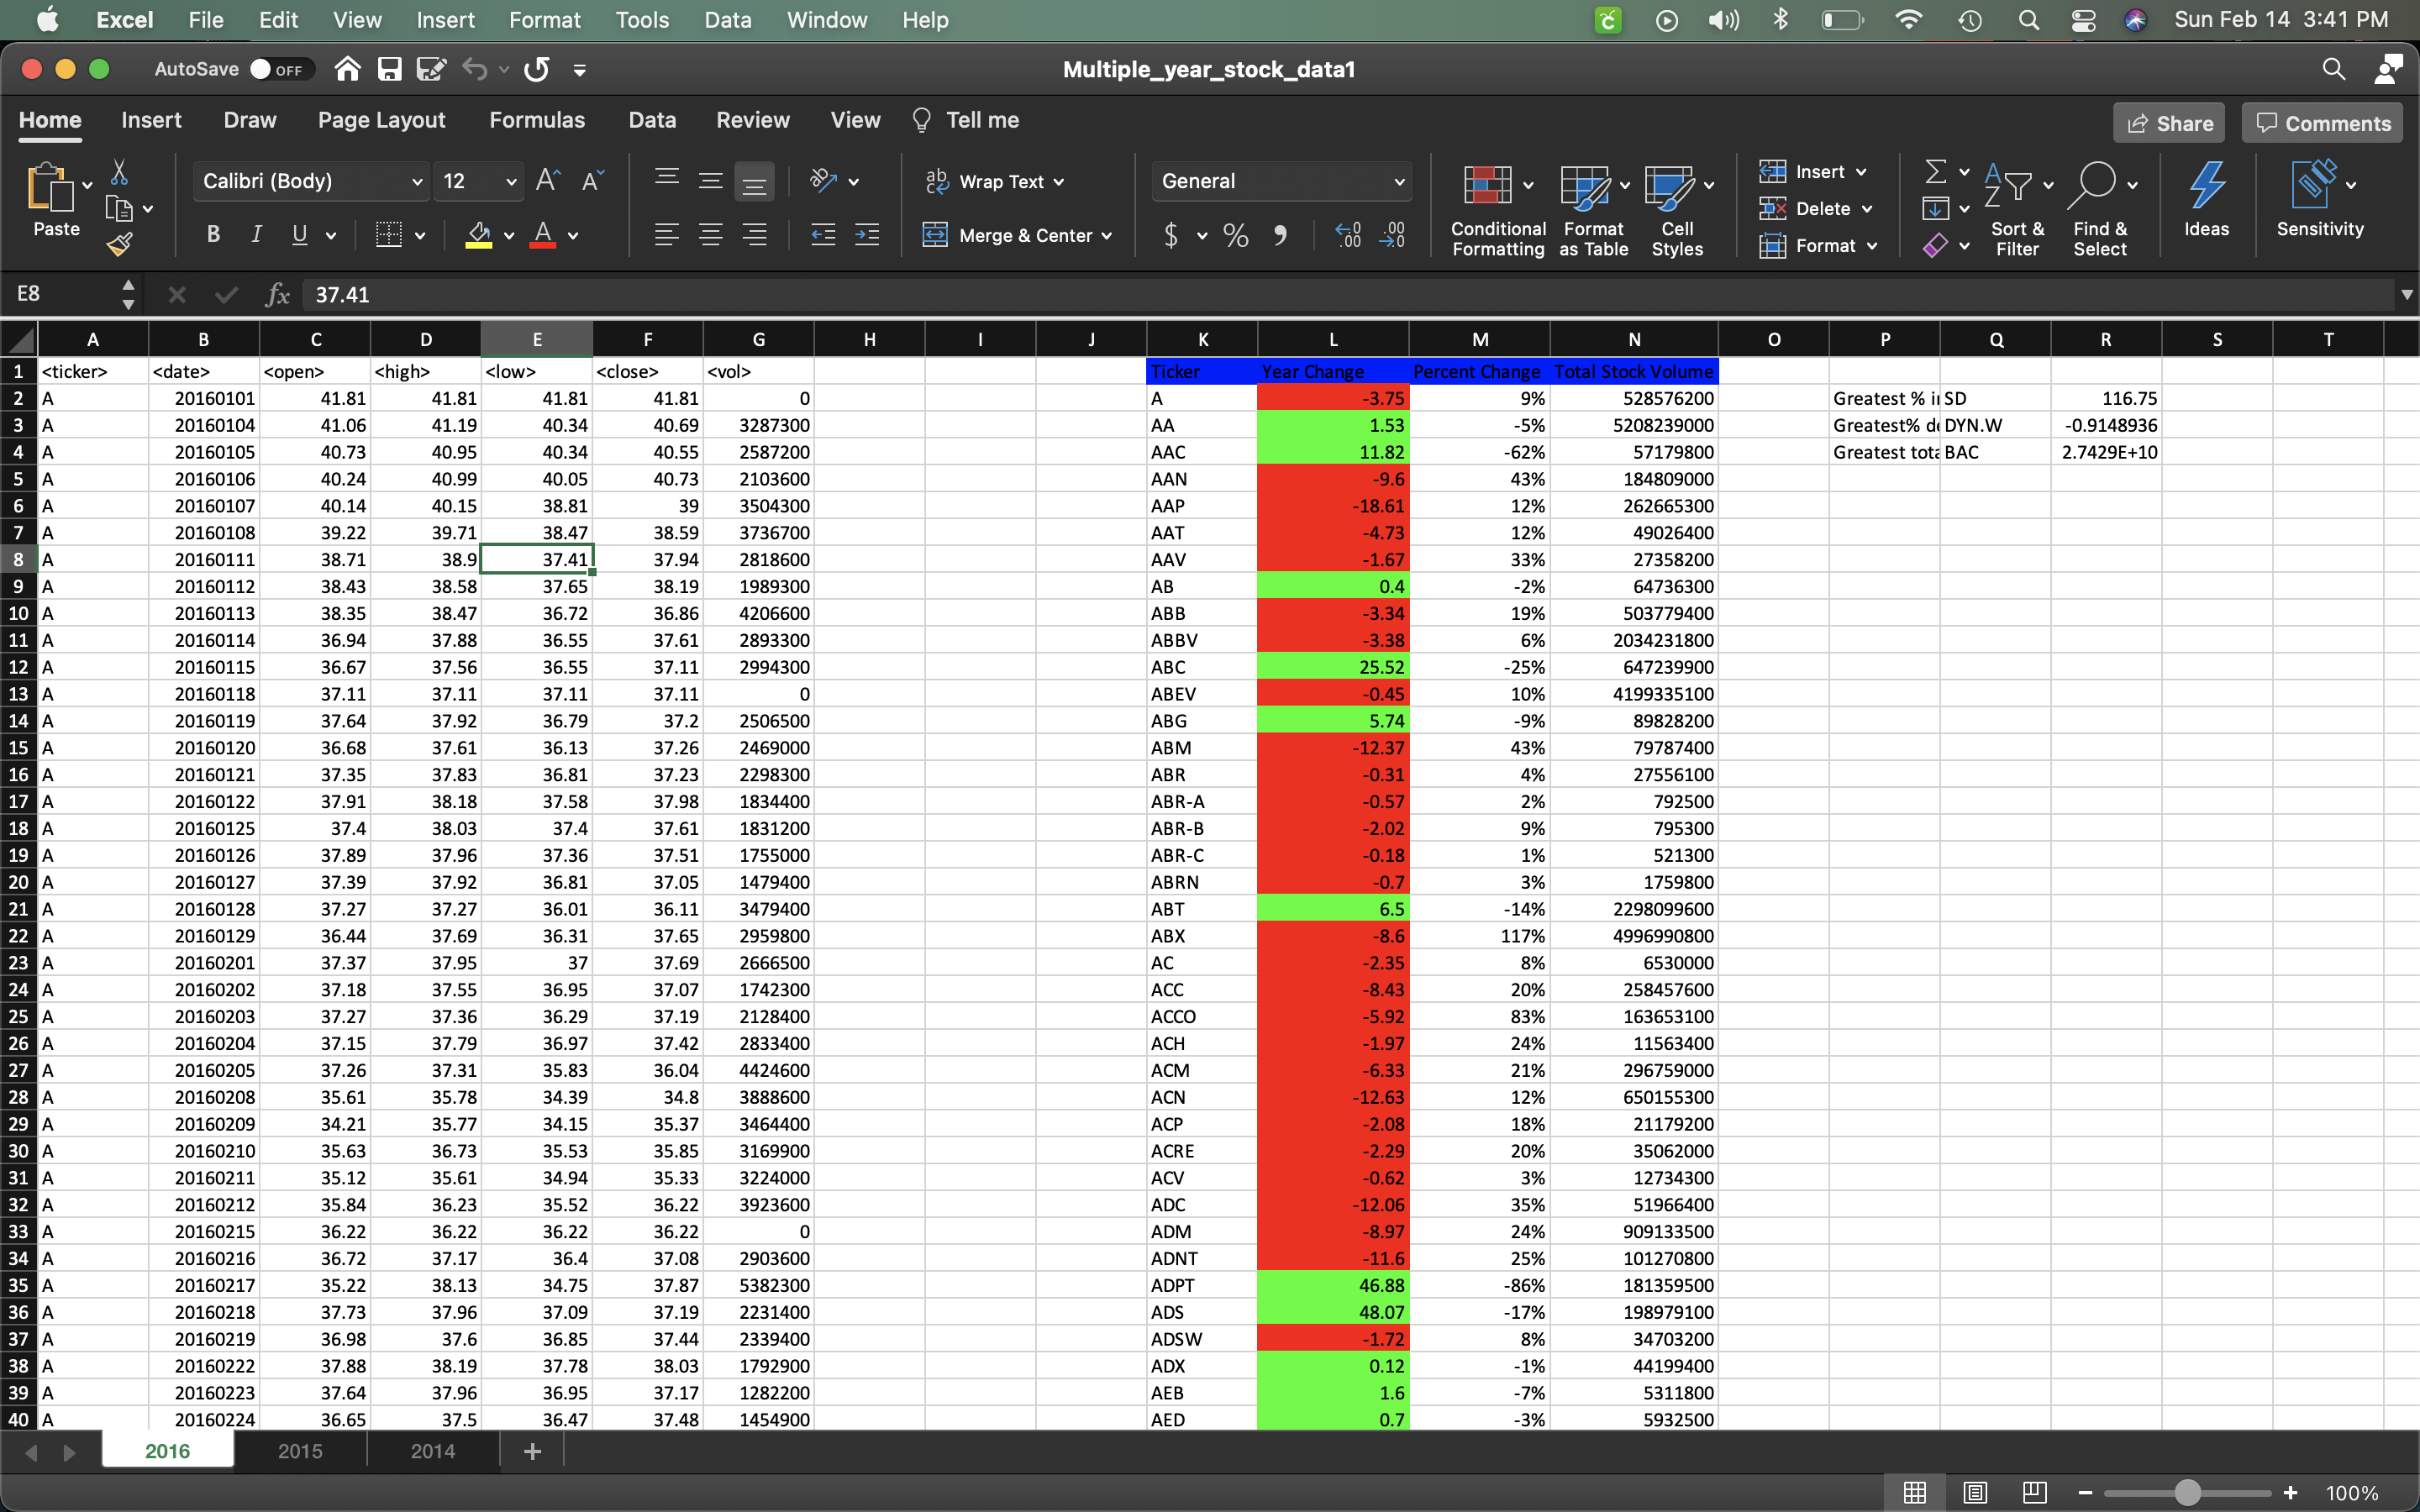 Excel File Edit View Insert Format Tools Data Window Help Sun Feb 14 3:41 PM
AutoSave OFF Multiple_year_stock_data1
Home Insert Draw Page Layout Formulas Data Review View Tell me Share Comments
Paste Calibri (Body) 12 Wrap Text General Insert
B I U Merge & Center $ % Conditional Formatting Format as Table Cell Styles Delete Format Sort & Filter Find & Select Ideas Sensitivity
E8 fx 37.41
A B C D E F G H I J K L M N O P Q R S T
1 <ticker> <date> <open> <high> <low> <close> <vol> Ticker Year Change Percent Change Total Stock Volume
2 A 20160101 41.81 41.81 41.81 41.81 0 A -3.75 9% 528576200 Greatest % i SD 116.75
3 A 20160104 41.06 41.19 40.34 40.69 3287300 AA 1.53 -5% 5208239000 Greatest% de DYN.W -0.9148936
4 A 20160105 40.73 40.95 40.34 40.55 2587200 AAC 11.82 -62% 57179800 Greatest tota BAC 2.7429E+10
5 A 20160106 40.24 40.99 40.05 40.73 2103600 AAN -9.6 43% 184809000
6 A 20160107 40.14 40.15 38.81 39 3504300 AAP -18.61 12% 262665300
7 A 20160108 39.22 39.71 38.47 38.59 3736700 AAT -4.73 12% 49026400
8 A 20160111 38.71 38.9 37.41 37.94 2818600 AAV -1.67 33% 27358200
9 A 20160112 38.43 38.58 37.65 38.19 1989300 AB 0.4 -2% 64736300
10 A 20160113 38.35 38.47 36.72 36.86 4206600 ABB -3.34 19% 503779400
11 A 20160114 36.94 37.88 36.55 37.61 2893300 ABBV -3.38 6% 2034231800
12 A 20160115 36.67 37.56 36.55 37.11 2994300 ABC 25.52 -25% 647239900
13 A 20160118 37.11 37.11 37.11 37.11 0 ABEV -0.45 10% 4199335100
14 A 20160119 37.64 37.92 36.79 37.2 2506500 ABG 5.74 -9% 89828200
15 A 20160120 36.68 37.61 36.13 37.26 2469000 ABM -12.37 43% 79787400
16 A 20160121 37.35 37.83 36.81 37.23 2298300 ABR -0.31 4% 27556100
17 A 20160122 37.91 38.18 37.58 37.98 1834400 ABR-A -0.57 2% 792500
18 A 20160125 37.4 38.03 37.4 37.61 1831200 ABR-B -2.02 9% 795300
19 A 20160126 37.89 37.96 37.36 37.51 1755000 ABR-C -0.18 1% 521300
20 A 20160127 37.39 37.92 36.81 37.05 1479400 ABRN -0.7 3% 1759800
21 A 20160128 37.27 37.27 36.01 36.11 3479400 ABT 6.5 -14% 2298099600
22 A 20160129 36.44 37.69 36.31 37.65 2959800 ABX -8.6 117% 4996990800
23 A 20160201 37.37 37.95 37 37.69 2666500 AC -2.35 8% 6530000
24 A 20160202 37.18 37.55 36.95 37.07 1742300 ACC -8.43 20% 258457600
25 A 20160203 37.27 37.36 36.29 37.19 2128400 ACCO -5.92 83% 163653100
26 A 20160204 37.15 37.79 36.97 37.42 2833400 ACH -1.97 24% 11563400
27 A 20160205 37.26 37.31 35.83 36.04 4424600 ACM -6.33 21% 296759000
28 A 20160208 35.61 35.78 34.39 34.8 3888600 ACN -12.63 12% 650155300
29 A 20160209 34.21 35.77 34.15 35.37 3464400 ACP -2.08 18% 21179200
30 A 20160210 35.63 36.73 35.53 35.85 3169900 ACRE -2.29 20% 35062000
31 A 20160211 35.12 35.61 34.94 35.33 3224000 ACV -0.62 3% 12734300
32 A 20160212 35.84 36.23 35.52 36.22 3923600 ADC -12.06 35% 51966400
33 A 20160215 36.22 36.22 36.22 36.22 0 ADM -8.97 24% 909133500
34 A 20160216 36.72 37.17 36.4 37.08 2903600 ADNT -11.6 25% 101270800
35 A 20160217 35.22 38.13 34.75 37.87 5382300 ADPT 46.88 -86% 181359500
36 A 20160218 37.73 37.96 37.09 37.19 2231400 ADS 48.07 -17% 198979100
37 A 20160219 36.98 37.6 36.85 37.44 2339400 ADSW -1.72 8% 34703200
38 A 20160222 37.88 38.19 37.78 38.03 1792900 ADX 0.12 -1% 44199400
39 A 20160223 37.64 37.96 36.95 37.17 1282200 AEB 1.6 -7% 5311800
40 A 20160224 36.65 37.5 36.47 37.48 1454900 AED 0.7 -3% 5932500
2016 2015 2014 +
100%